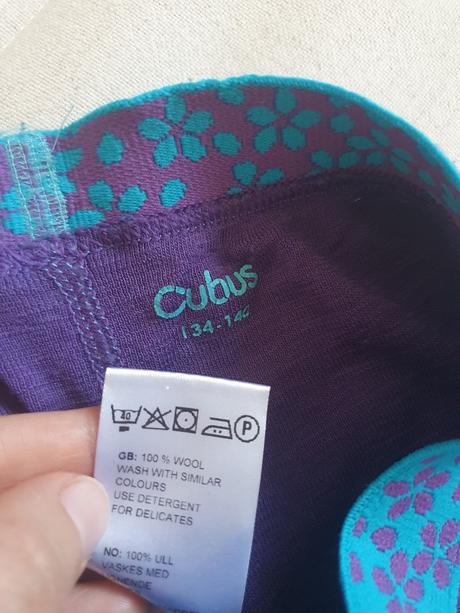 Cubus
134-140
40
P
GB: 100 % WOOL
WASH WITH SIMILAR
COLOURS
USE DETERGENT
FOR DELICATES
NO: 100% ULL
VASKES MED